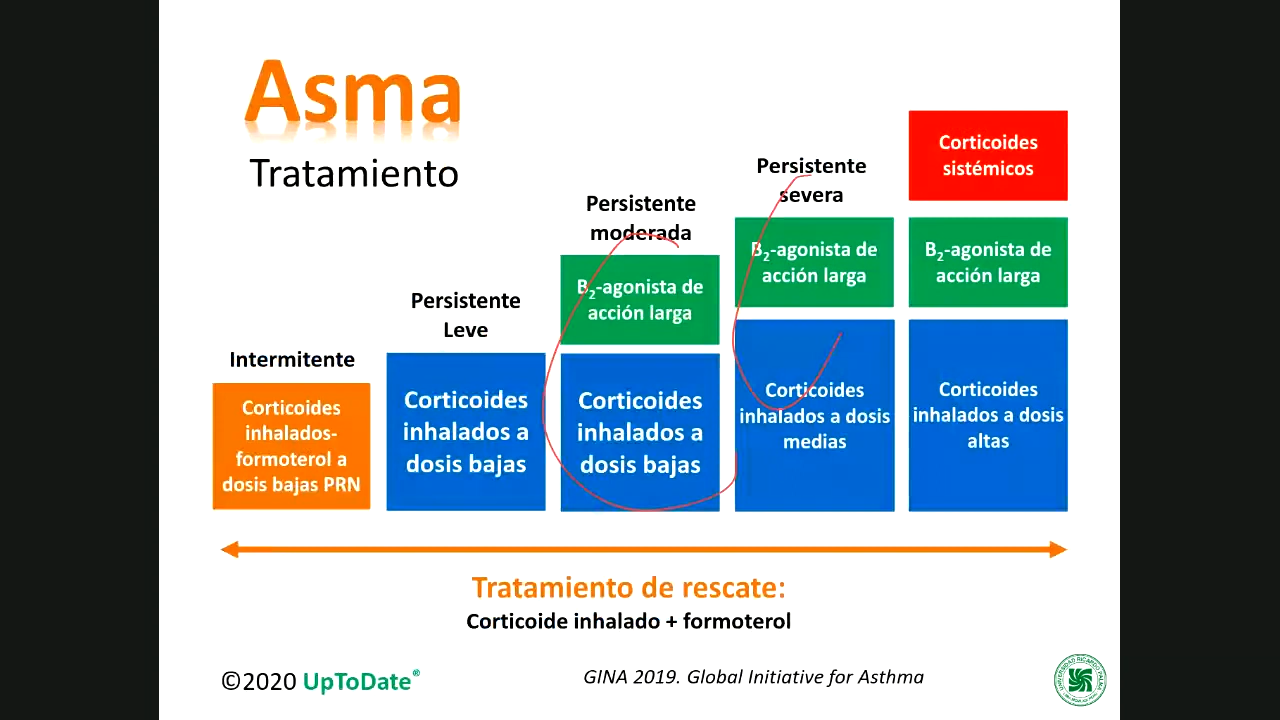 Asma
Tratamiento
Intermitente
Corticoides
inhalados-
formoterol a
dosis bajas PRN
Persistente
Leve
Corticoides
inhalados a
dosis bajas
Persistente
moderada
B₂-agonista de
acción larga
Corticoides
inhalados a
dosis bajas
Persistente
severa
B₂-agonista de
acción larga
Corticoides
inhalados a dosis
medias
Corticoides
sistémicos
B₂-agonista de
acción larga
Corticoides
inhalados a dosis
altas
Tratamiento de rescate:
Corticoide inhalado + formoterol
©2020 UpToDate®
GINA 2019. Global Initiative for Asthma